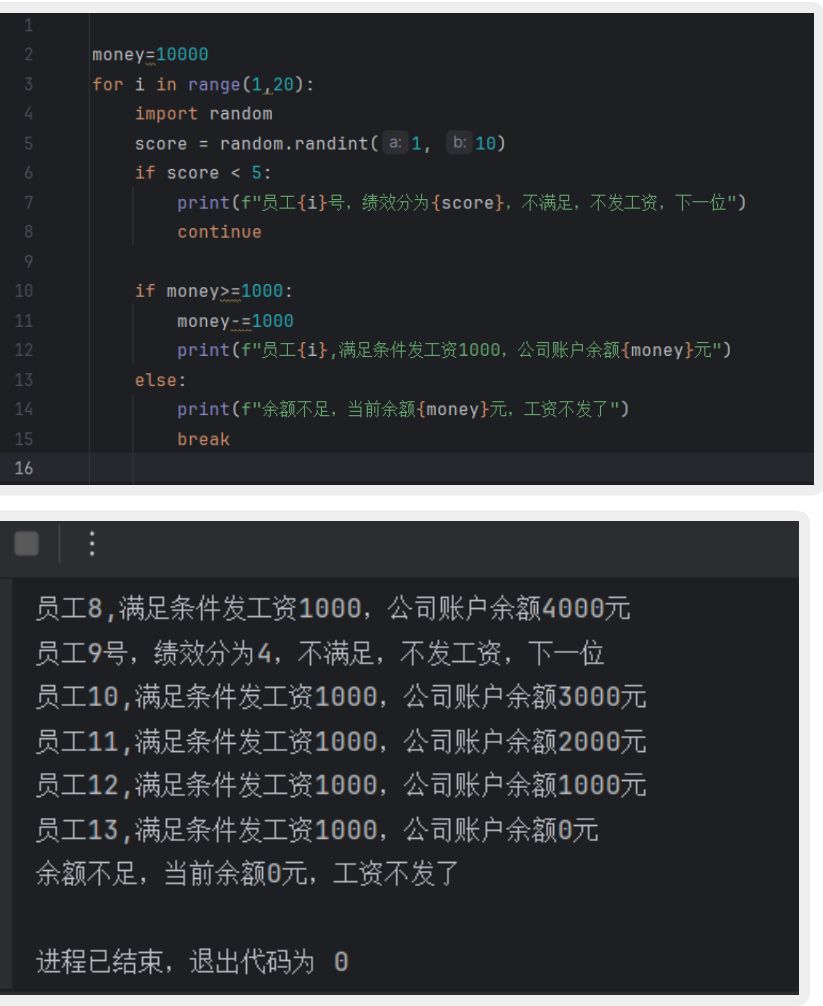 1
2 money=10000
3 for i in range(1,20):
4 import random
5 score = random.randint( a: 1, b: 10)
6 if score < 5:
7 print(f"员工{i}号，绩效分为{score}，不满足，不发工资，下一位")
8 continue
9
10 if money>=1000:
11 money-=1000
12 print(f"员工{i},满足条件发工资1000，公司账户余额{money}元")
13 else:
14 print(f"余额不足，当前余额{money}元，工资不发了")
15 break
16
员工8,满足条件发工资1000，公司账户余额4000元
员工9号，绩效分为4，不满足，不发工资，下一位
员工10,满足条件发工资1000，公司账户余额3000元
员工11,满足条件发工资1000，公司账户余额2000元
员工12,满足条件发工资1000，公司账户余额1000元
员工13,满足条件发工资1000，公司账户余额0元
余额不足，当前余额0元，工资不发了
进程已结束，退出代码为 0